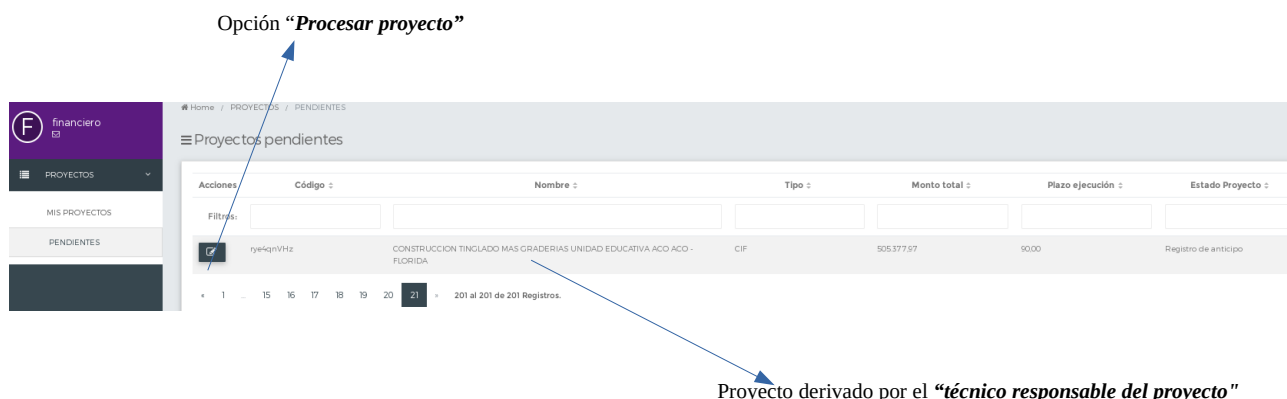 Opción “Procesar proyecto”
Home / PROYECTOS / PENDIENTES
F financiero
Proyectos pendientes
PROYECTOS
MIS PROYECTOS
PENDIENTES
Acciones Código Nombre Tipo Monto total Plazo ejecución Estado Proyecto
Filtros:
rye4qnVHz CONSTRUCCION TINGLADO MAS GRADERIAS UNIDAD EDUCATIVA ACO ACO - CIF 505.377,97 90,00 Registro de anticipo
FLORIDA
« 1 ... 15 16 17 18 19 20 21 » 201 al 201 de 201 Registros.
Proyecto derivado por el “técnico responsable del proyecto"